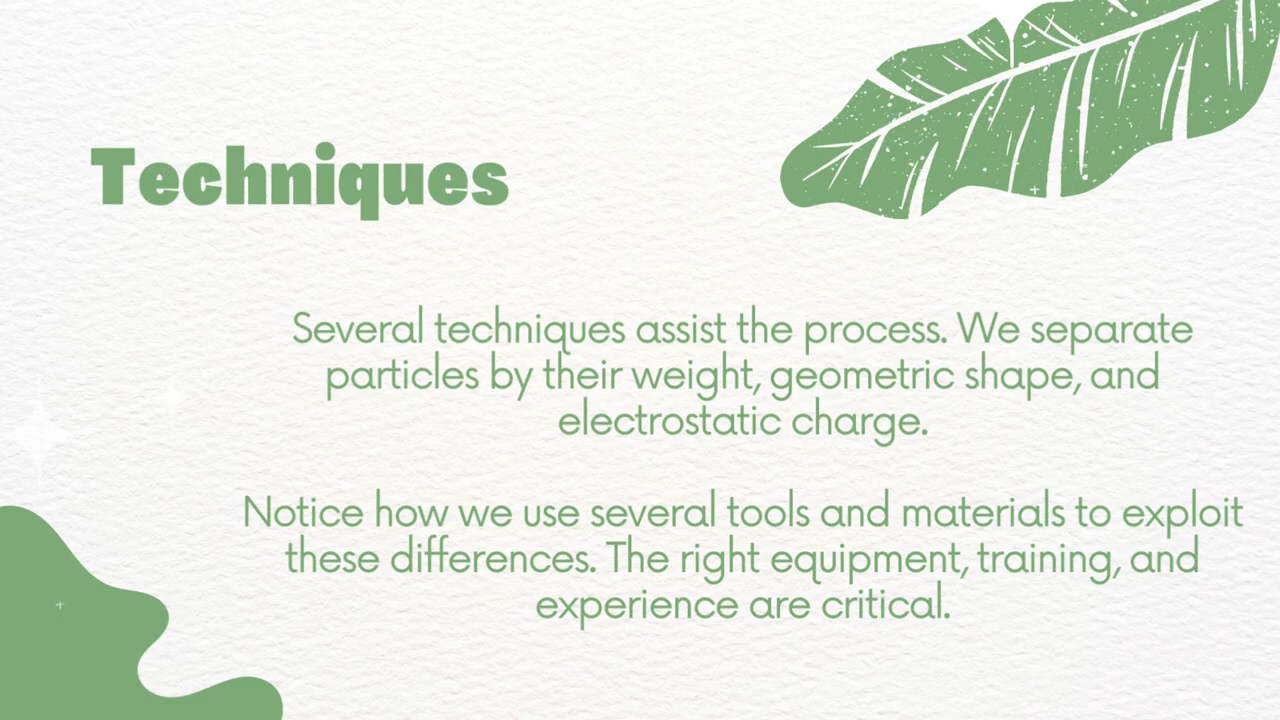 Techniques
Several techniques assist the process. We separate
particles by their weight, geometric shape, and
electrostatic charge.
Notice how we use several tools and materials to exploit
these differences. The right equipment, training, and
experience are critical.